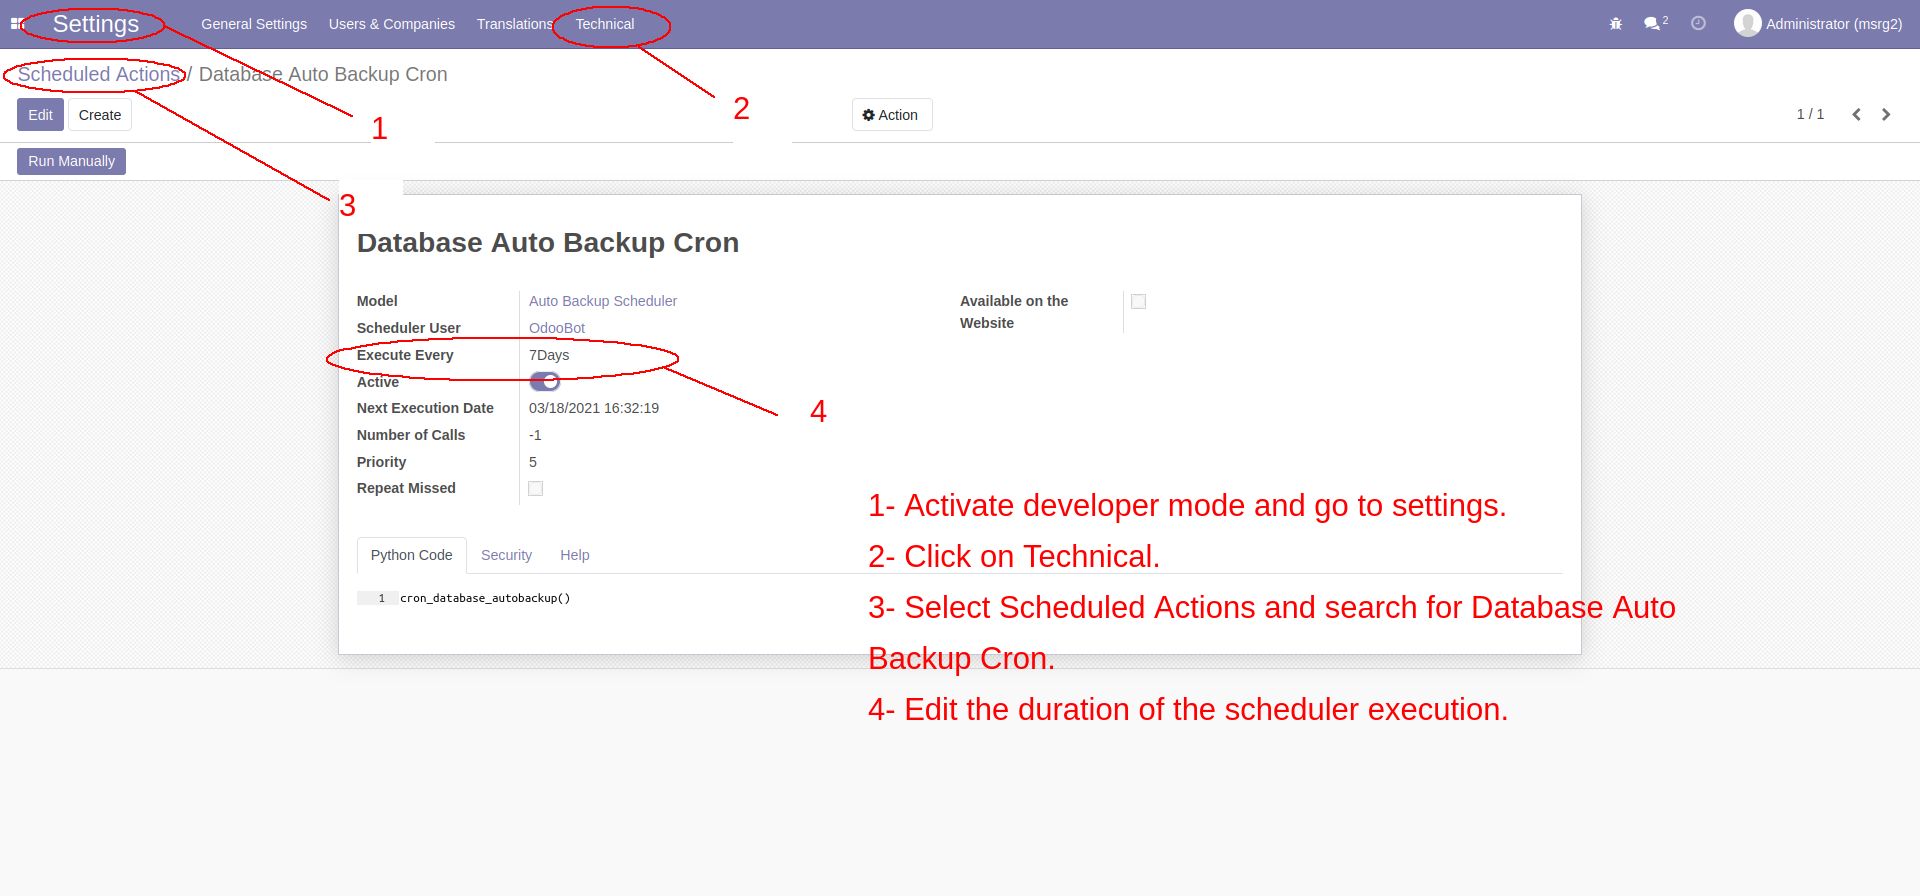 Settings General Settings Users & Companies Translations Technical 2 Administrator (msrg2)
Scheduled Actions / Database Auto Backup Cron
2
Edit Create Action 1 / 1
1
Run Manually
3
Database Auto Backup Cron
Model Auto Backup Scheduler Available on the
Website
Scheduler User OdooBot
Execute Every 7Days
Active
Next Execution Date 03/18/2021 16:32:19
4
Number of Calls -1
Priority 5
Repeat Missed
1- Activate developer mode and go to settings.
Python Code Security Help
2- Click on Technical.
1 cron_database_autobackup()
3- Select Scheduled Actions and search for Database Auto
Backup Cron.
4- Edit the duration of the scheduler execution.